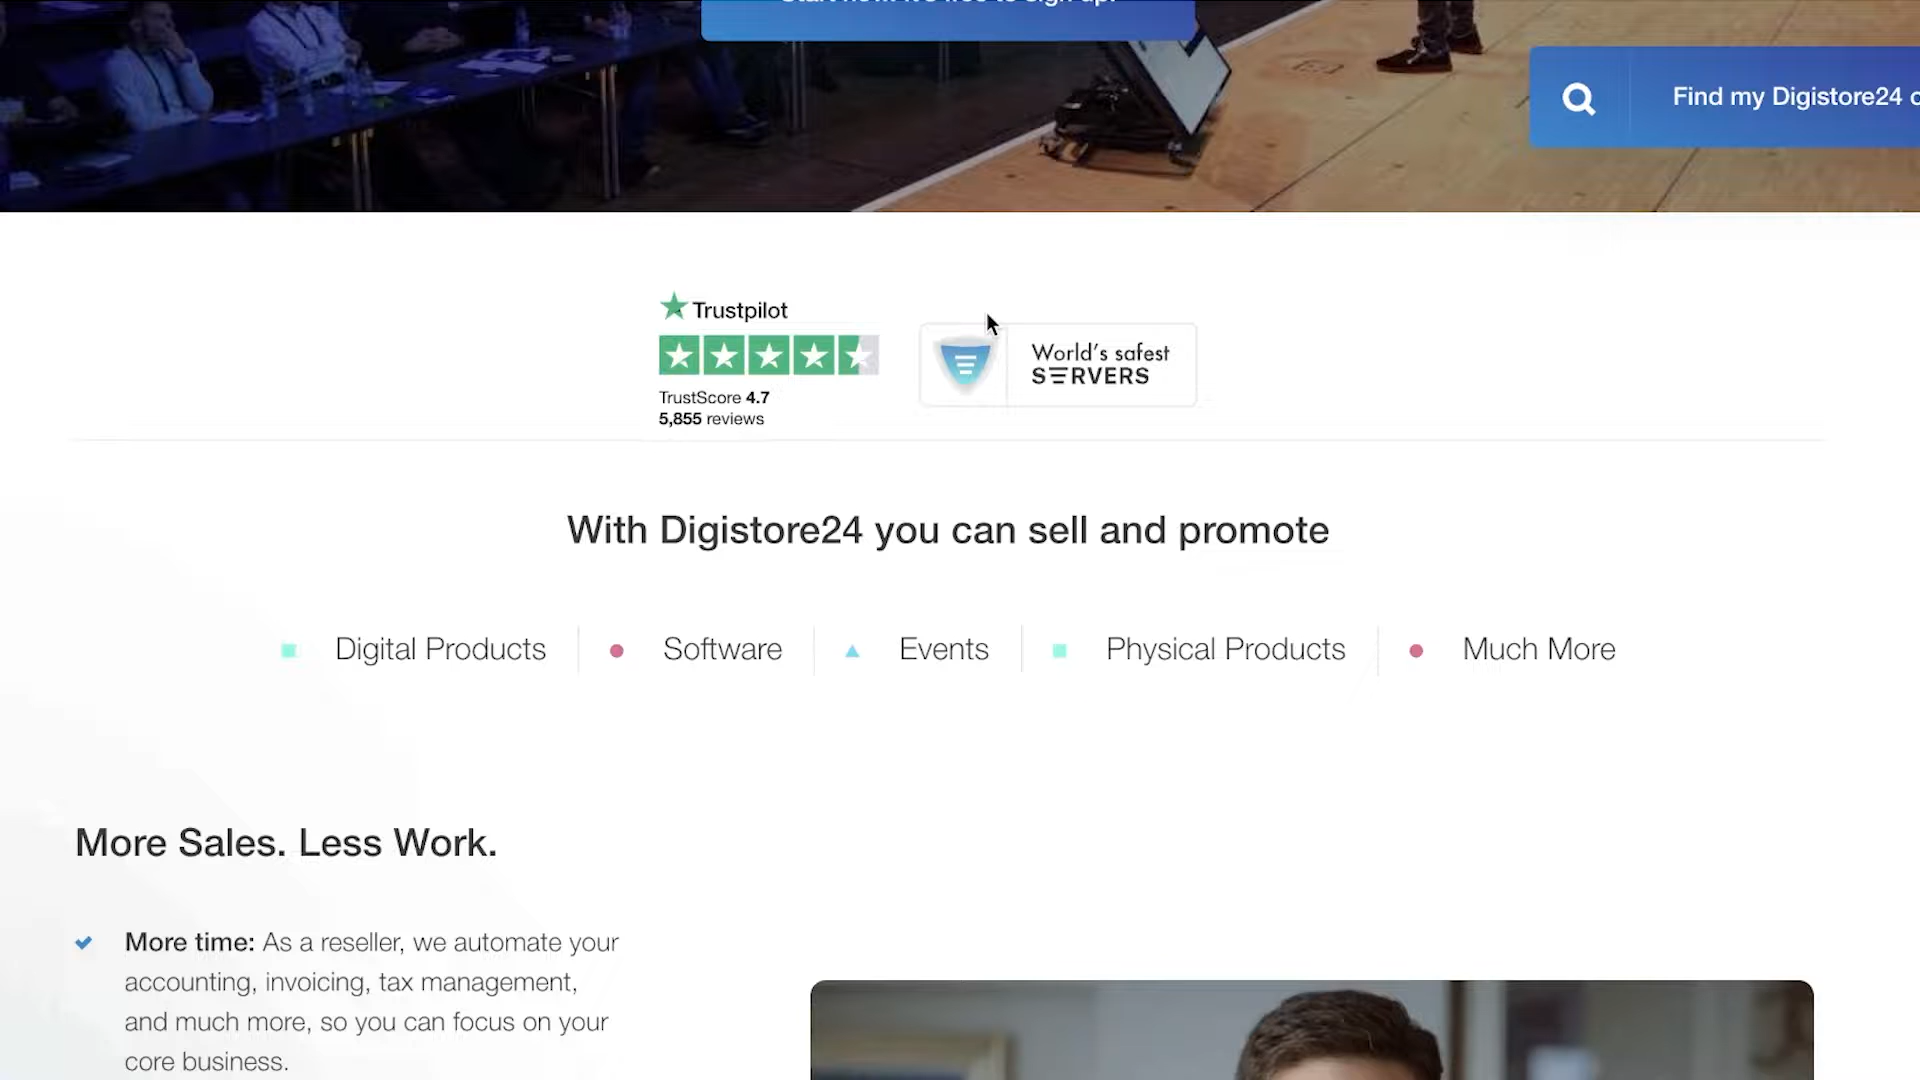 Find my Digistore24
Trustpilot
TrustScore 4.7
5,855 reviews
World's safest
SERVERS
With Digistore24 you can sell and promote
Digital Products
Software
Events
Physical Products
Much More
More Sales. Less Work.
More time: As a reseller, we automate your
accounting, invoicing, tax management,
and much more, so you can focus on your
core business.